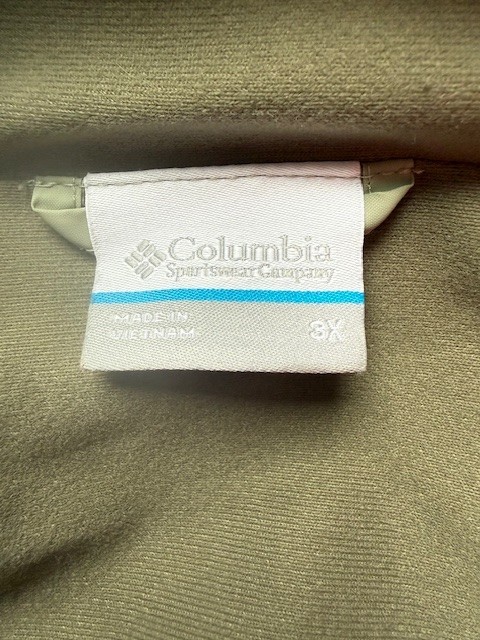 Columbia
Sportswear Company
MADE IN
VIETNAM
3X